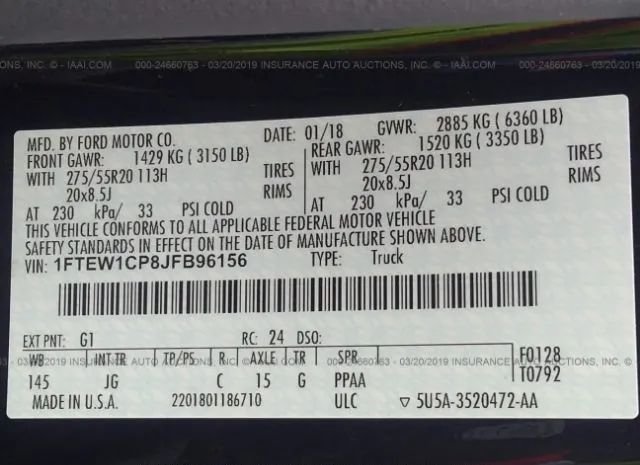 000-24660763 - 03/20/2019 INSURANCE AUTO AUCTIONS, INC. - IAAI.COM
MFD. BY FORD MOTOR CO. DATE: 01/18 GVWR: 2885 KG ( 6360 LB)
FRONT GAWR: 1429 KG ( 3150 LB) REAR GAWR: 1520 KG ( 3350 LB)
WITH 275/55R20 113H TIRES WITH 275/55R20 113H TIRES
20x8.5J RIMS 20x8.5J RIMS
AT 230 kPa/ 33 PSI COLD AT 230 kPa/ 33 PSI COLD
THIS VEHICLE CONFORMS TO ALL APPLICABLE FEDERAL MOTOR VEHICLE
SAFETY STANDARDS IN EFFECT ON THE DATE OF MANUFACTURE SHOWN ABOVE.
VIN: 1FTEW1CP8JFB96156 TYPE: Truck
EXT PNT: G1 RC: 24 DSO:
WB INT TR TP/PS R AXLE TR SPR F0128
000-24660763 - 03/20/2019 INSURANCE AUTO AUCTIONS, INC. - IAAI.COM
145 JG C 15 G PPAA T0792
MADE IN U.S.A. 2201801186710 ULC ▽ 5U5A-3520472-AA